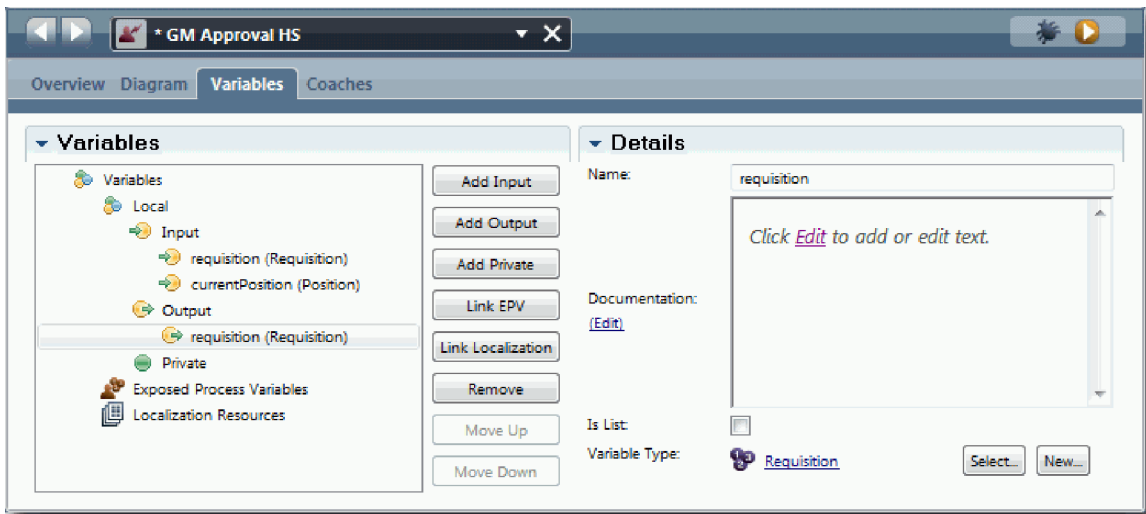 * GM Approval HS
Overview Diagram Variables Coaches
Variables
Variables
Local
Input
requisition (Requisition)
currentPosition (Position)
Output
requisition (Requisition)
Private
Exposed Process Variables
Localization Resources
Add Input
Add Output
Add Private
Link EPV
Link Localization
Remove
Move Up
Move Down
Details
Name: requisition
Click Edit to add or edit text.
Documentation:
(Edit)
Is List:
Variable Type: Requisition Select... New...